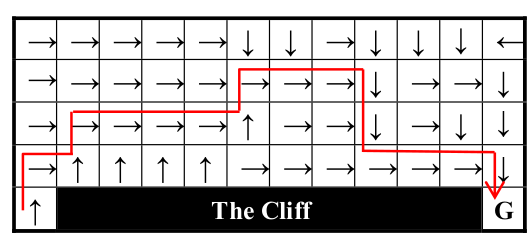 → → → → → ↓ ↓ → ↓ ↓ ↓ ←
→ → → → → → → → ↓ → → ↓
→ → → → → ↑ → → ↓ → ↓ ↓
→ ↑ ↑ ↑ ↑ → → → → → → ↓
↑ The Cliff G